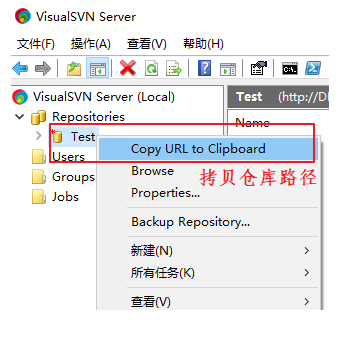 VisualSVN Server
文件(F) 操作(A) 查看(V) 帮助(H)
VisualSVN Server (Local)
Test
Repositories
Name
Test
Copy URL to Clipboard
Users
Browse
拷贝仓库路径
Groups
Properties...
Jobs
Backup Repository...
新建(N)
所有任务(K)
查看(V)